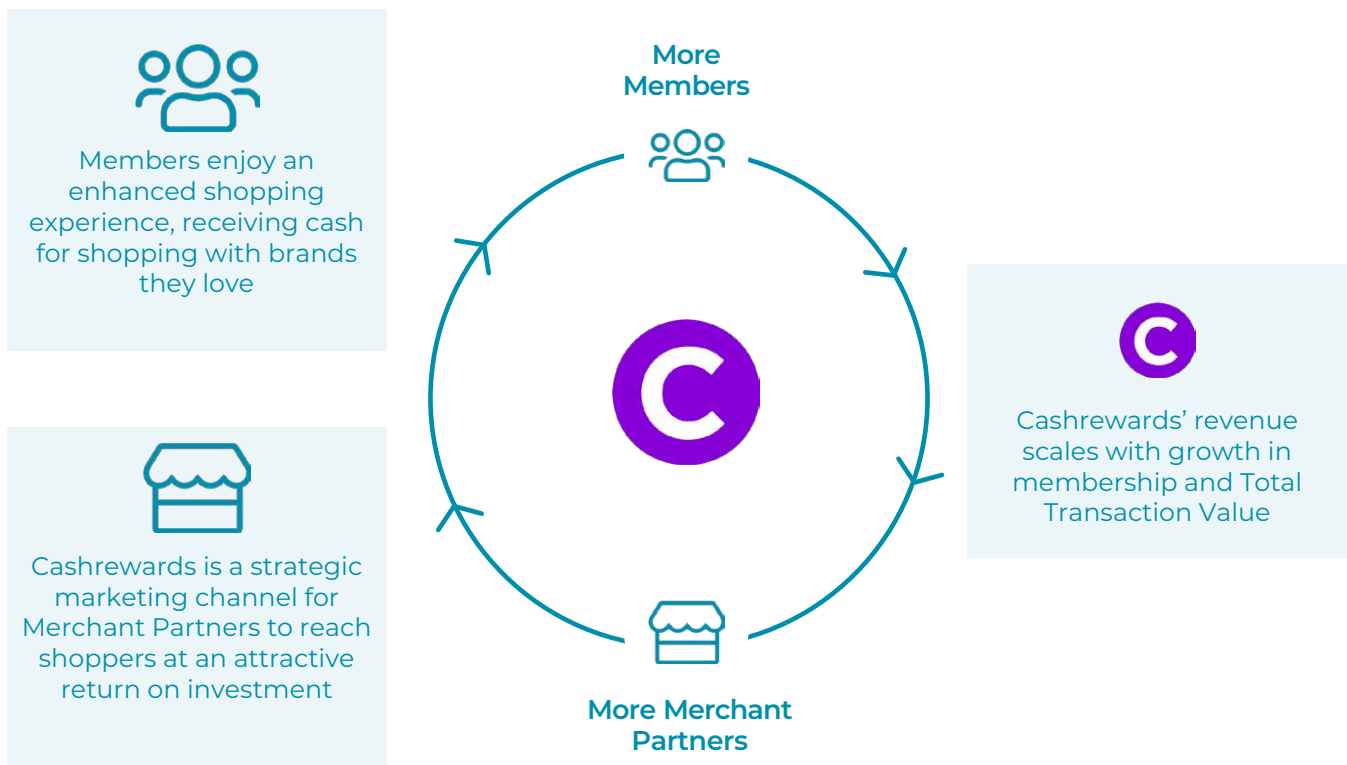 Members enjoy an
enhanced shopping
experience, receiving cash
for shopping with brands
they love
Cashrewards is a strategic
marketing channel for
Merchant Partners to reach
shoppers at an attractive
return on investment
More
Members
C
More Merchant
Partners
C
Cashrewards’ revenue
scales with growth in
membership and Total
Transaction Value